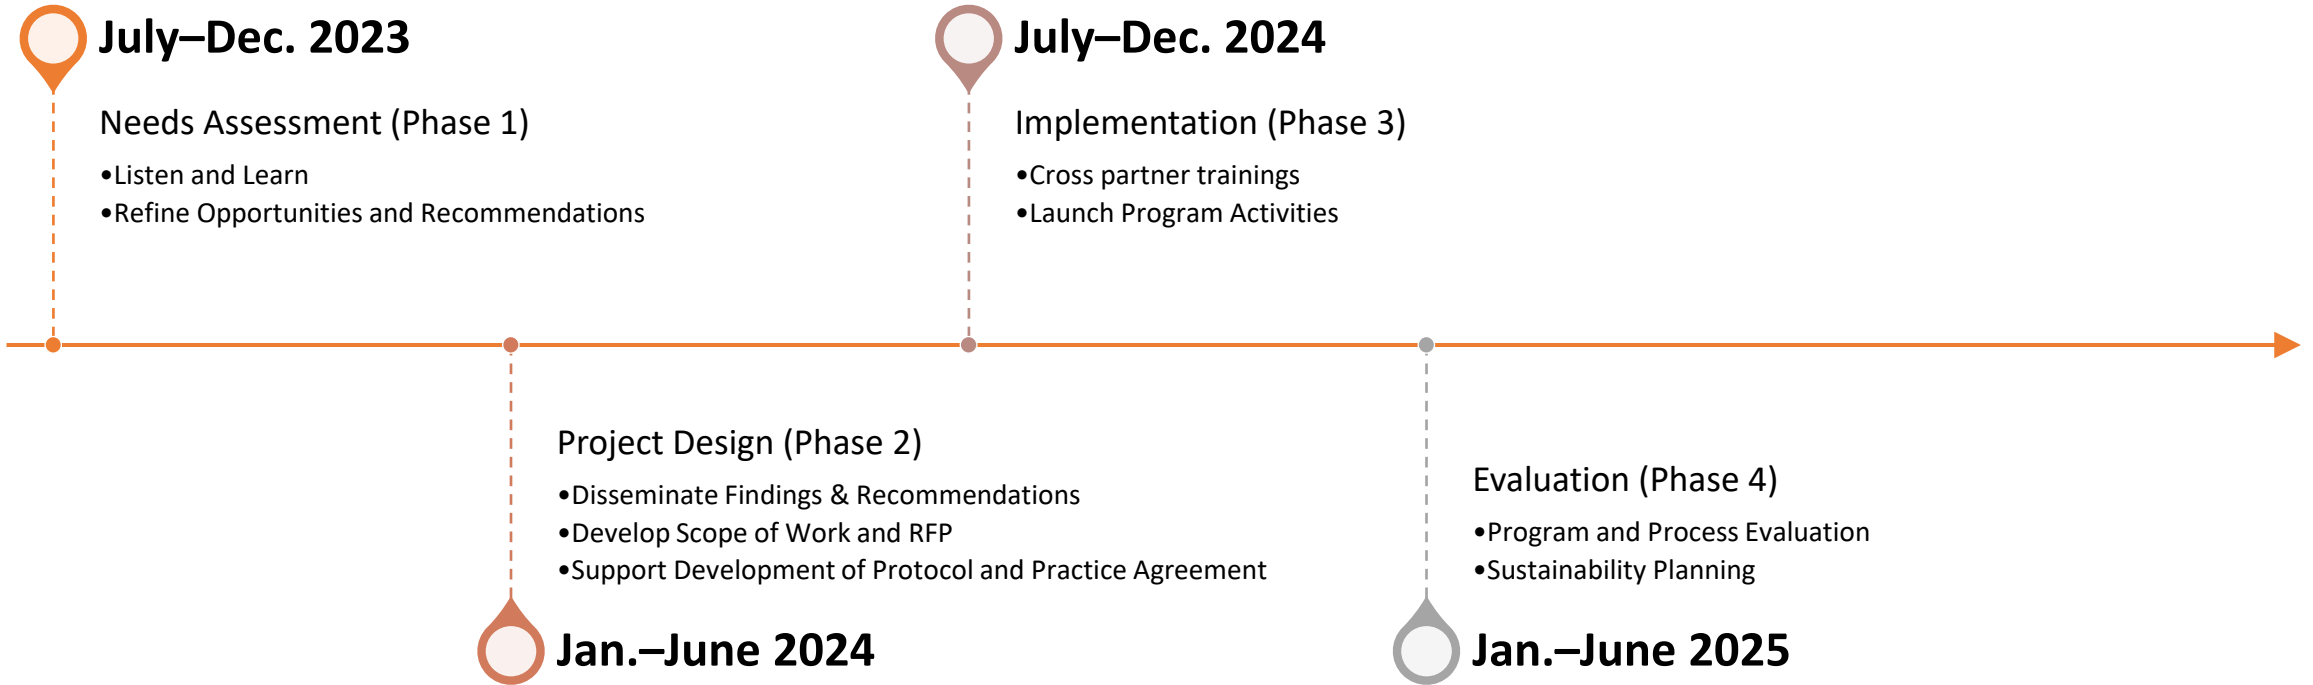 July–Dec. 2023
Needs Assessment (Phase 1)
•Listen and Learn
•Refine Opportunities and Recommendations
Project Design (Phase 2)
•Disseminate Findings & Recommendations
•Develop Scope of Work and RFP
•Support Development of Protocol and Practice Agreement
Jan.–June 2024
July–Dec. 2024
Implementation (Phase 3)
•Cross partner trainings
•Launch Program Activities
Evaluation (Phase 4)
•Program and Process Evaluation
•Sustainability Planning
Jan.–June 2025